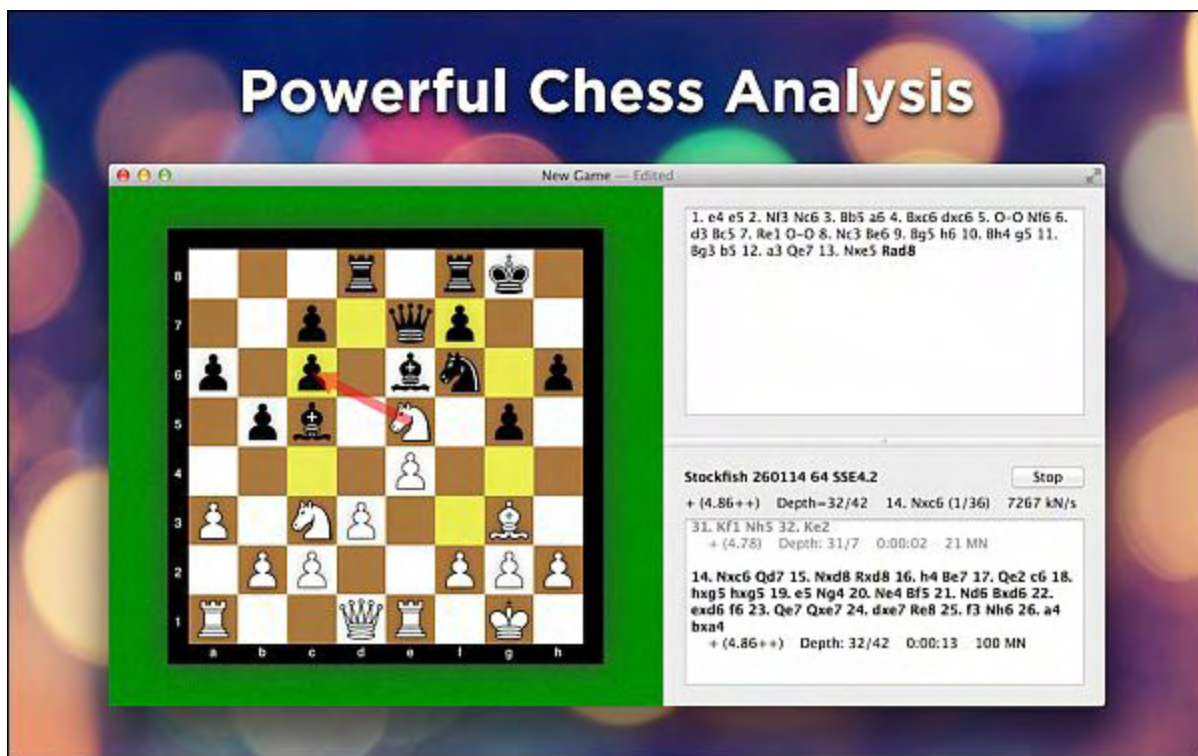 Powerful Chess Analysis
New Game — Edited
1. e4 e5 2. Nf3 Nc6 3. Bb5 a6 4. Bxc6 dxc6 5. O-O Nf6 6.
d3 Bc5 7. Re1 O-O 8. Nc3 Be6 9. Bg5 h6 10. Bh4 g5 11.
Bg3 b5 12. a3 Qe7 13. Nxe5 Rad8
8
7
6
5
4
3
2
1
a b c d e f g h
Stockfish 260114 64 SSE4.2
Stop
+ (4.86++) Depth=32/42 14. Nxc6 (1/36) 7267 kN/s
31. Kf1 Nh5 32. Ke2
+ (4.78) Depth: 31/7 0:00:02 21 MN
14. Nxc6 Qd7 15. Nxd8 Rxd8 16. h4 Be7 17. Qe2 c6 18.
hxg5 hxg5 19. e5 Ng4 20. Ne4 Bf5 21. Nd6 Bxd6 22.
exd6 f6 23. Qe7 Qxe7 24. dxe7 Re8 25. f3 Nh6 26. a4
bxa4
+ (4.86++) Depth: 32/42 0:00:13 100 MN